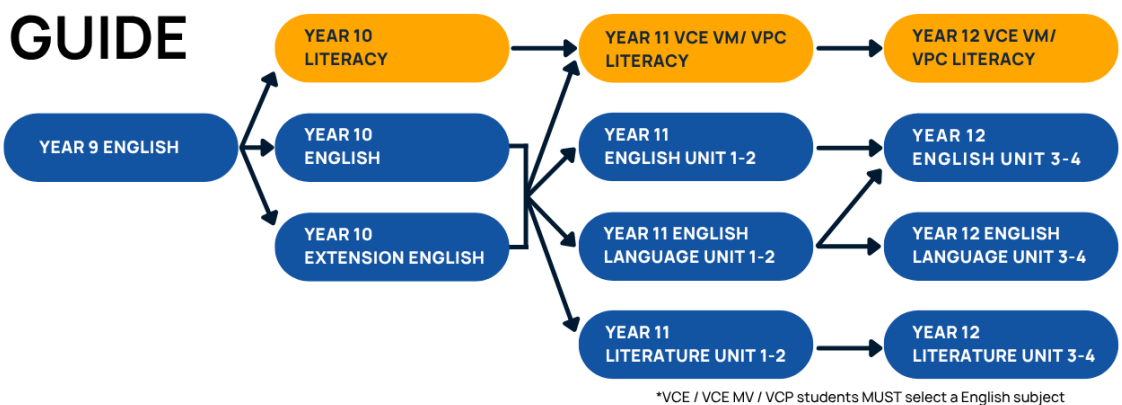 GUIDE
YEAR 9 ENGLISH
YEAR 10
LITERACY
YEAR 10
ENGLISH
YEAR 10
EXTENSION ENGLISH
YEAR 11 VCE VM/ VPC
LITERACY
YEAR 11
ENGLISH UNIT 1-2
YEAR 11 ENGLISH
LANGUAGE UNIT 1-2
YEAR 11
LITERATURE UNIT 1-2
YEAR 12 VCE VM/
VPC LITERACY
YEAR 12
ENGLISH UNIT 3-4
YEAR 12 ENGLISH
LANGUAGE UNIT 3-4
YEAR 12
LITERATURE UNIT 3-4
*VCE / VCE MV / VCP students MUST select a English subject